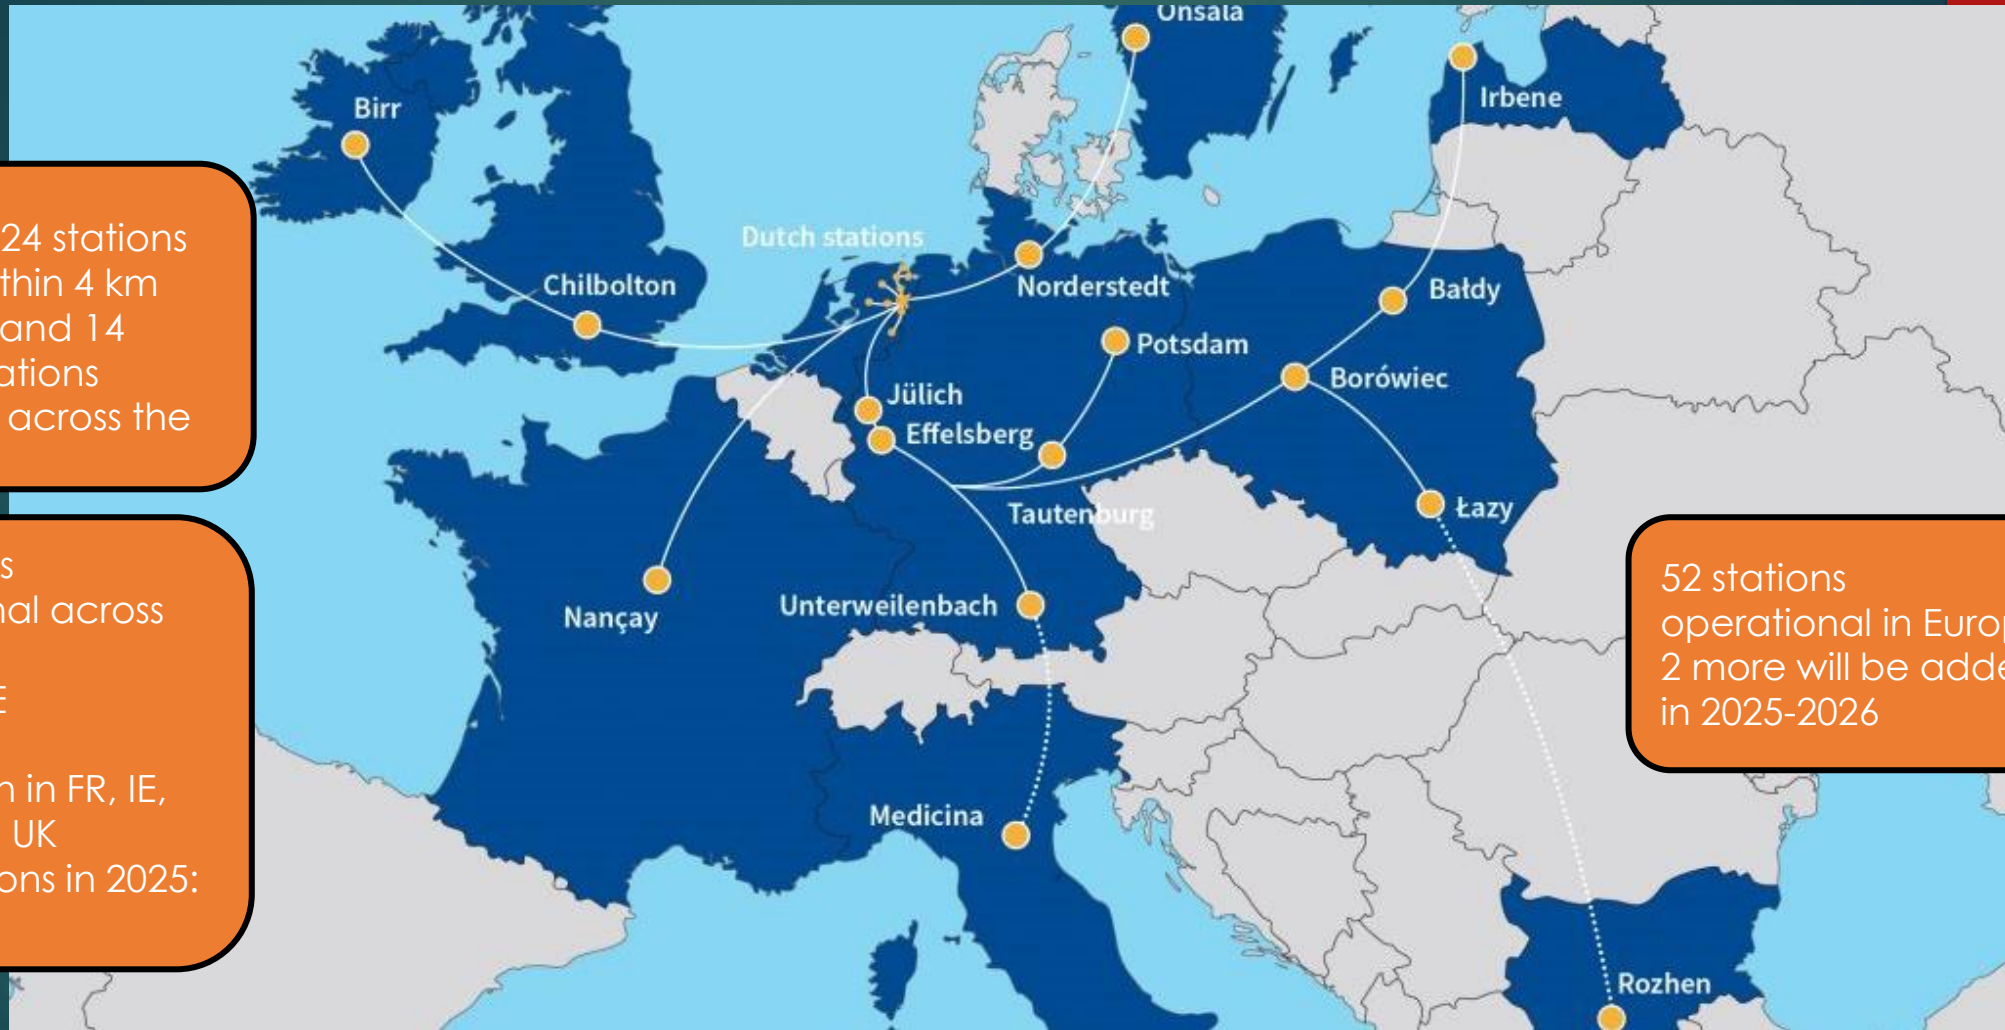 Onsala
Birr
Irbene
24 stations
thin 4 km
and 14
ations
across the
Dutch stations
Chilbolton
Norderstedt
Bałdy
Potsdam
Borówiec
Jülich
Effelsberg
Łazy
Tautenburg
s
nal across
E
n in FR, IE,
UK
ons in 2025:
Nançay
Unterweilenbach
52 stations
operational in Europ
2 more will be adde
in 2025-2026
Medicina
Rozhen